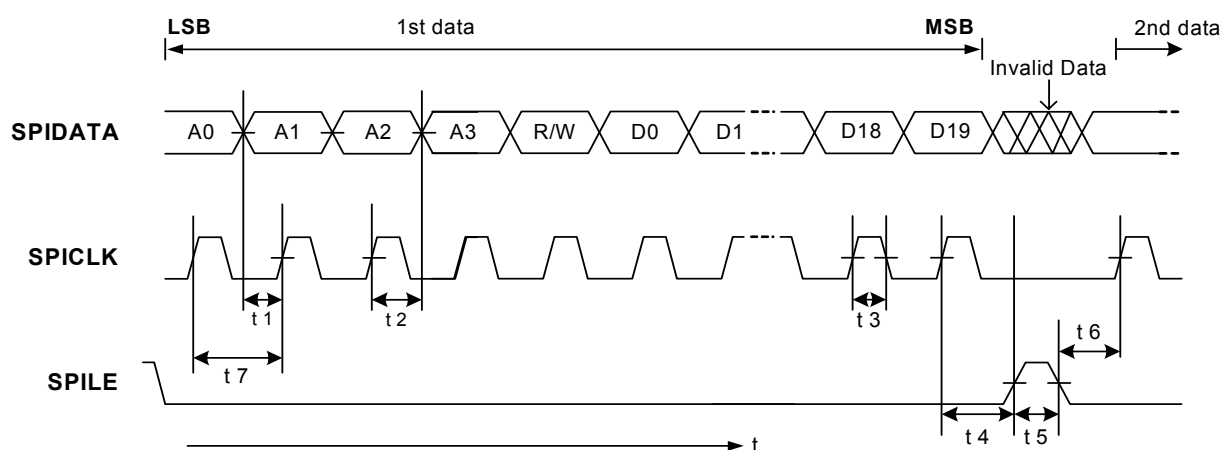 LSB 1st data MSB 2nd data
Invalid Data
SPIDATA A0 A1 A2 A3 R/W D0 D1 D18 D19
SPICLK
t 1 t 2 t 3
t 6
t 7
SPILE
t 4 t 5
t